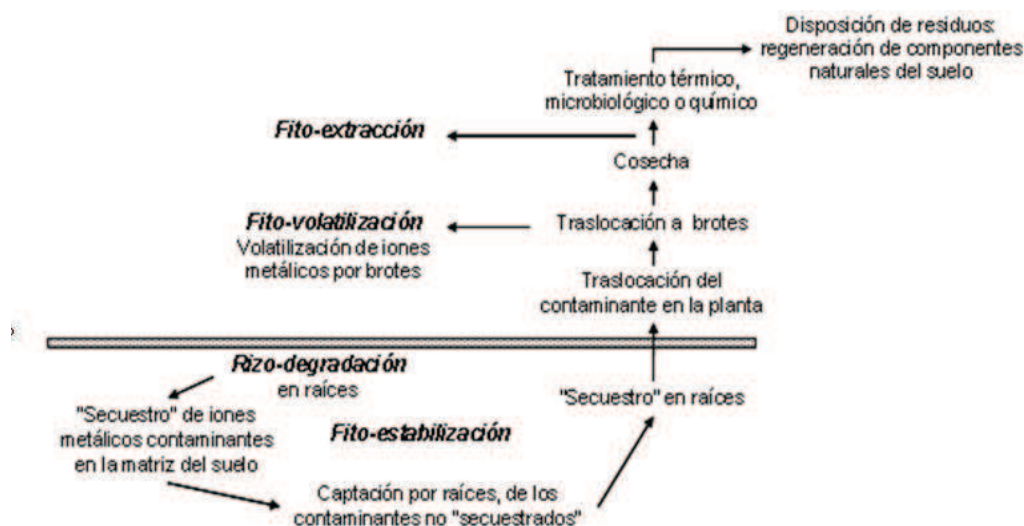 Disposición de residuos:
regeneración de componentes
naturales del suelo
Tratamiento térmico,
microbiológico o químico
Fito-extracción
Cosecha
Fito-volatilización
Volatilización de iones
metálicos por brotes
Traslocación a brotes
Traslocación del
contaminante en la planta
Rizo-degradación
en raíces
"Secuestro" en raíces
"Secuestro" de iones
metálicos contaminantes
en la matriz del suelo
Fito-estabilización
Captación por raíces, de los
contaminantes no "secuestrados"